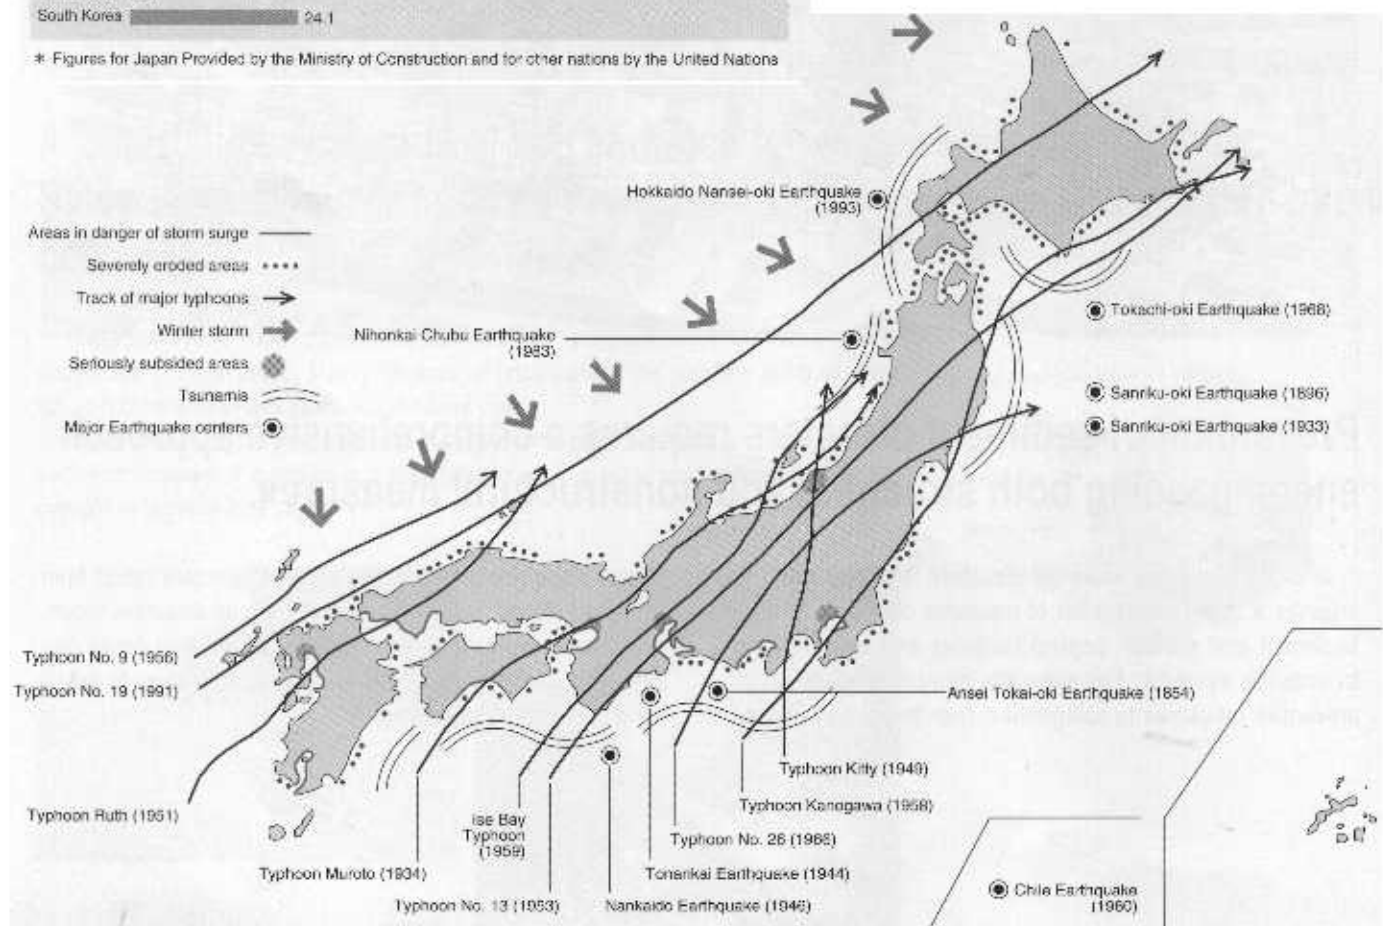 South Korea 24.1
* Figures for Japan Provided by the Ministry of Construction and for other nations by the United Nations
Hokkaido Nansei-oki Earthquake
(1993)
Areas in danger of storm surge
Severely eroded areas
Track of major typhoons
Winter storm
Seriously subsided areas
Tsunamis
Major Earthquake centers
Nihonkai Chubu Earthquake
(1983)
Tokachi-oki Earthquake (1968)
Sanriku-oki Earthquake (1896)
Sanriku-oki Earthquake (1933)
Typhoon No. 9 (1956)
Typhoon No. 19 (1991)
Ansei Tokai-oki Earthquake (1854)
Typhoon Kitty (1949)
Typhoon Kanogawa (1958)
Typhoon Ruth (1951)
Ise Bay
Typhoon
(1959)
Typhoon No. 26 (1966)
Typhoon Muroto (1934)
Tonankai Earthquake (1944)
Typhoon No. 13 (1953)
Nankaido Earthquake (1946)
Chile Earthquake
(1960)